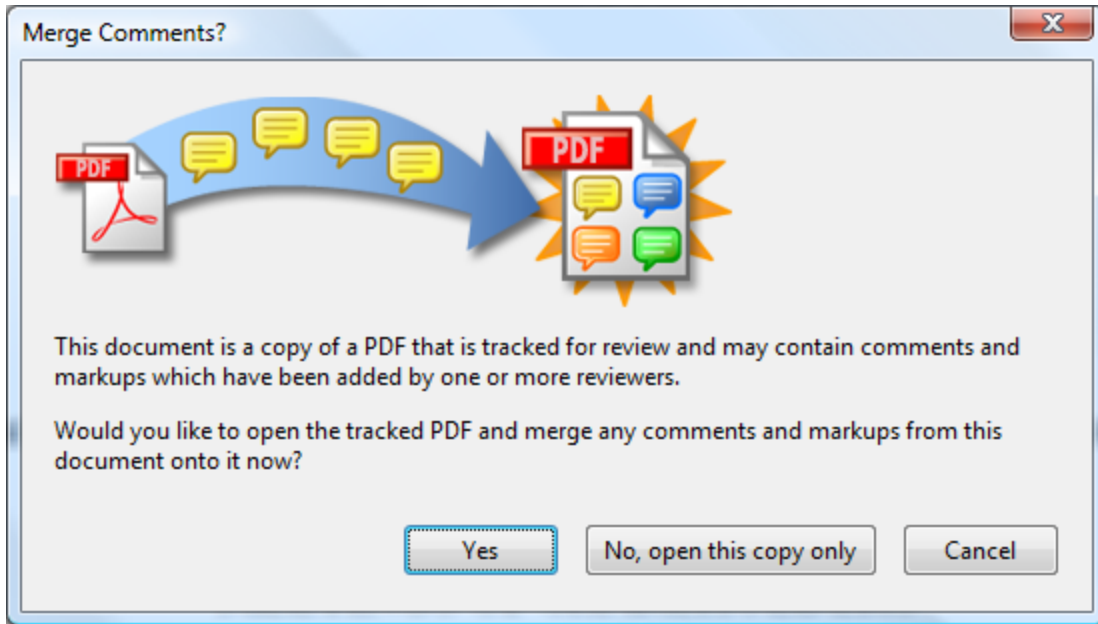 Merge Comments?
PDF
PDF
This document is a copy of a PDF that is tracked for review and may contain comments and
markups which have been added by one or more reviewers.
Would you like to open the tracked PDF and merge any comments and markups from this
document onto it now?
Yes
No, open this copy only
Cancel